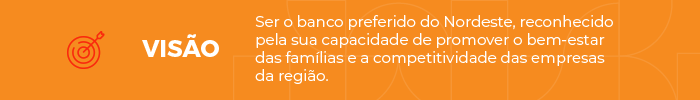 VISÃO
Ser o banco preferido do Nordeste, reconhecido
pela sua capacidade de promover o bem-estar
das famílias e a competitividade das empresas
da região.